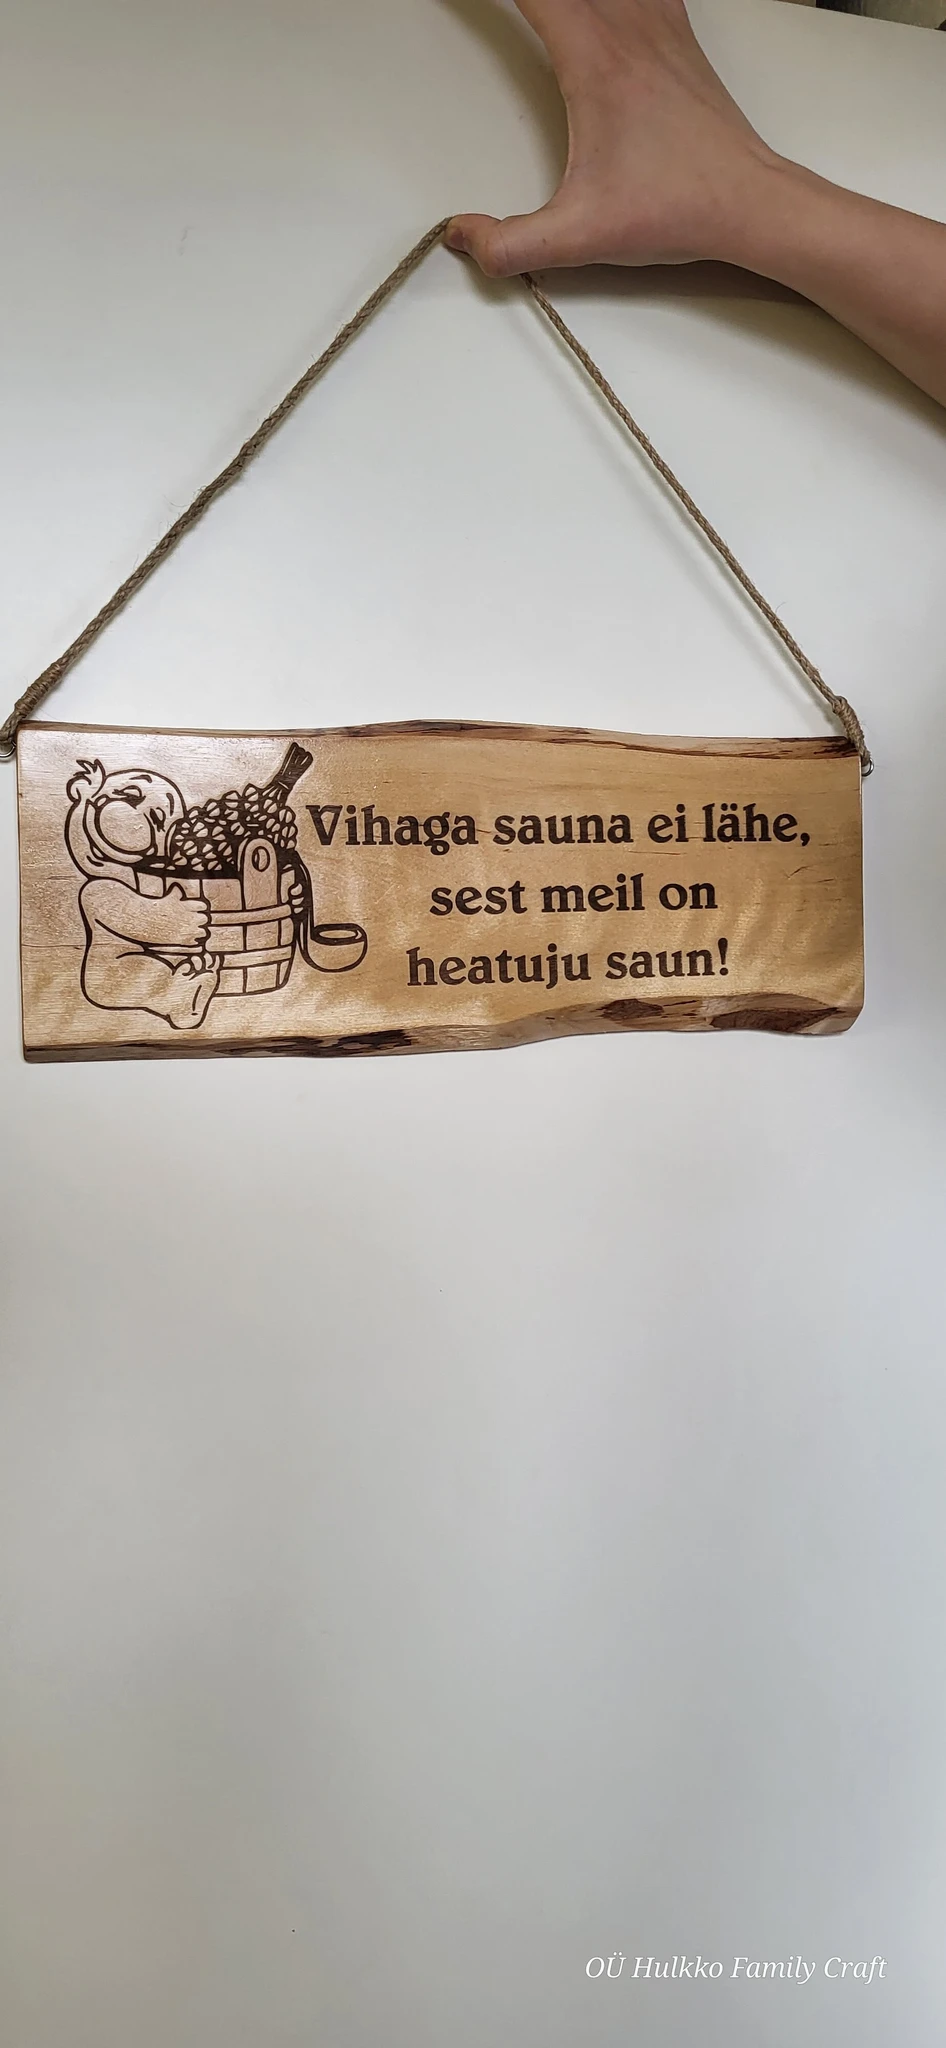 Vihaga sauna ei lähe,
sest meil on
heatuju saun!
OÜ Hulkko Family Craft